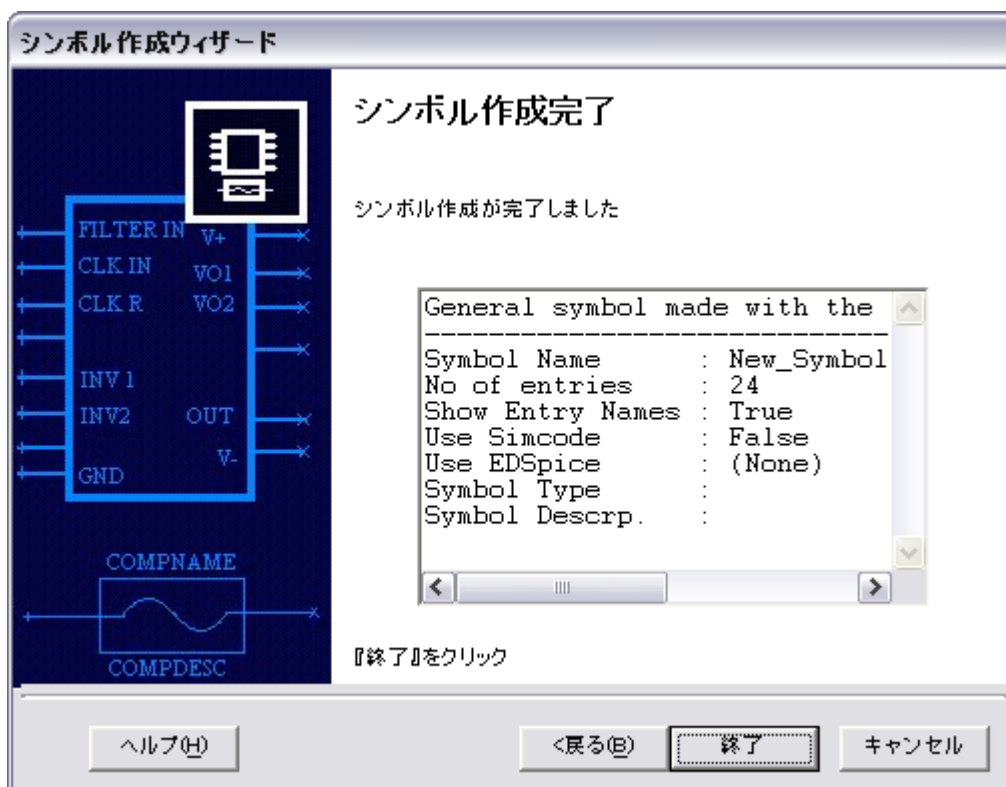 シンボル作成ウィザード
FILTER IN
V+
CLK IN
VO1
CLK R
VO2
INV 1
INV2
OUT
V-
GND
COMPNAME
COMPDESC
シンボル作成完了
シンボル作成が完了しました
General symbol made with the
------------------------------
Symbol Name : New_Symbol
No of entries : 24
Show Entry Names : True
Use Simcode : False
Use EDSpice : (None)
Symbol Type :
Symbol Descrp. :
『終了』をクリック
ヘルプ(H)
<戻る(B)
終了
キャンセル